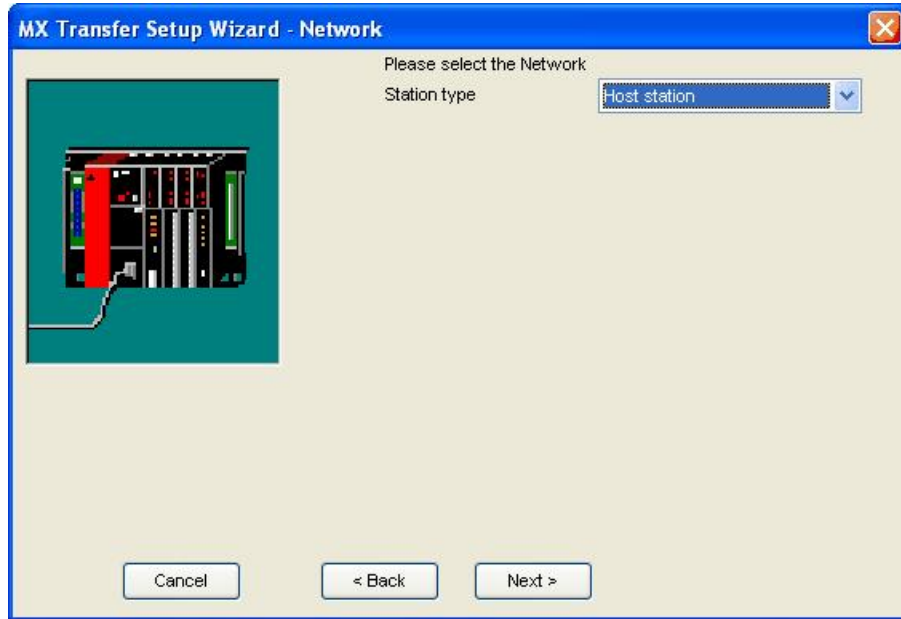 MX Transfer Setup Wizard - Network
Please select the Network
Station type Host station
Cancel < Back Next >